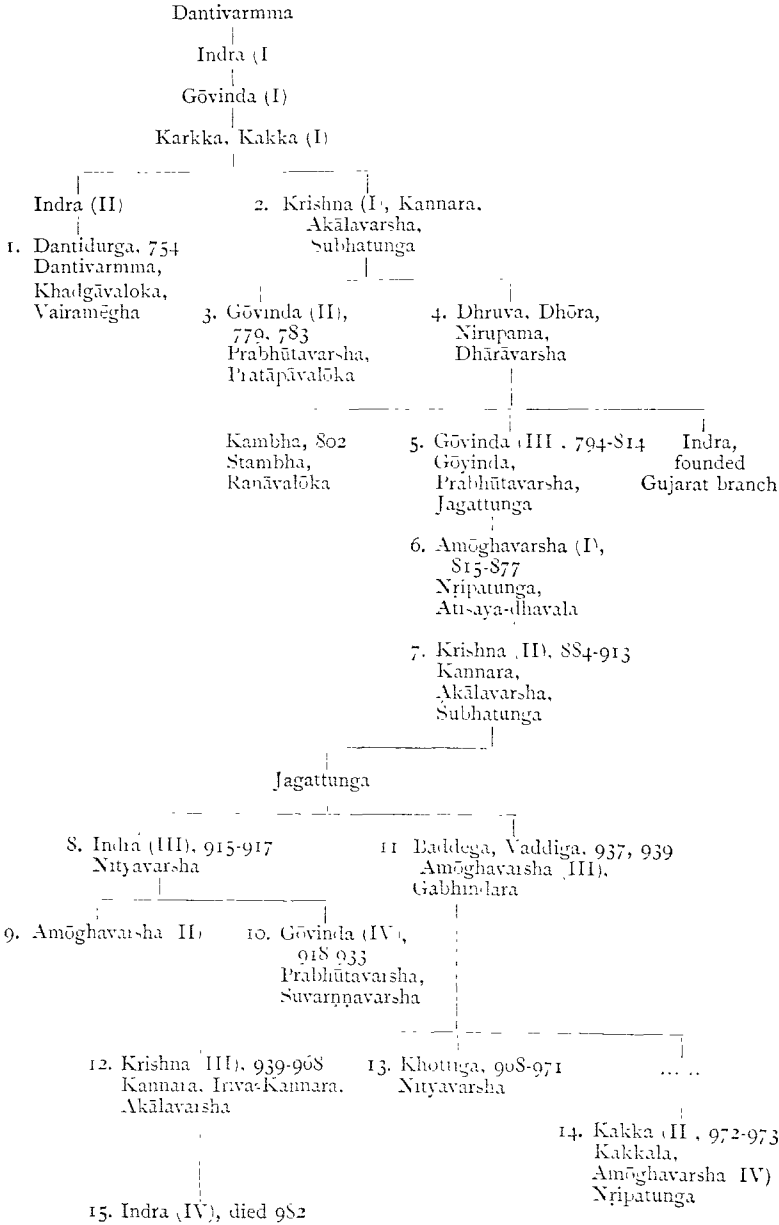 Dantivarmma
Indra (I
Gōvinda (I)
Karkka, Kakka (I)
Indra (II)
1. Dantidurga, 754
Dantivarmma,
Khadgāvaloka,
Vairamēgha
2. Krishna (I), Kannara,
Akālavarsha,
Subhatunga
3. Gōvinda (II),
779, 783
Prabhūtavarsha,
Pratāpāvalōka
4. Dhruva, Dhōra,
Nirupama,
Dhārāvarsha
Kambha, 802
Stambha,
Ranāvalōka
5. Gōvinda (III , 794-814
Gōyinda,
Prabhūtavarsha,
Jagattunga
Indra,
founded
Gujarat branch
6. Amōghavarsha (I),
815-877
Nṛipatunga,
Atisaya-dhavala
7. Krishna (II), 884-913
Kannara,
Akālavarsha,
Subhatunga
Jagattunga
8. Indra (III), 915-917
Nityavarsha
11 Baddega, Vaddiga, 937, 939
Amōghavarsha (III),
Gabhindara
9. Amōghavarsha II)
10. Gōvinda (IV),
918 933
Prabhūtavarsha,
Suvarṇṇavarsha
12. Krishna (III), 939-968
Kannara, Iriva-Kannara,
Akālavarsha
13. Khottiga, 968-971
Nityavarsha
.... ..
14. Kakka (II , 972-973
Kakkala,
Amōghavarsha IV)
Nṛipatunga
15. Indra (IV), died 982